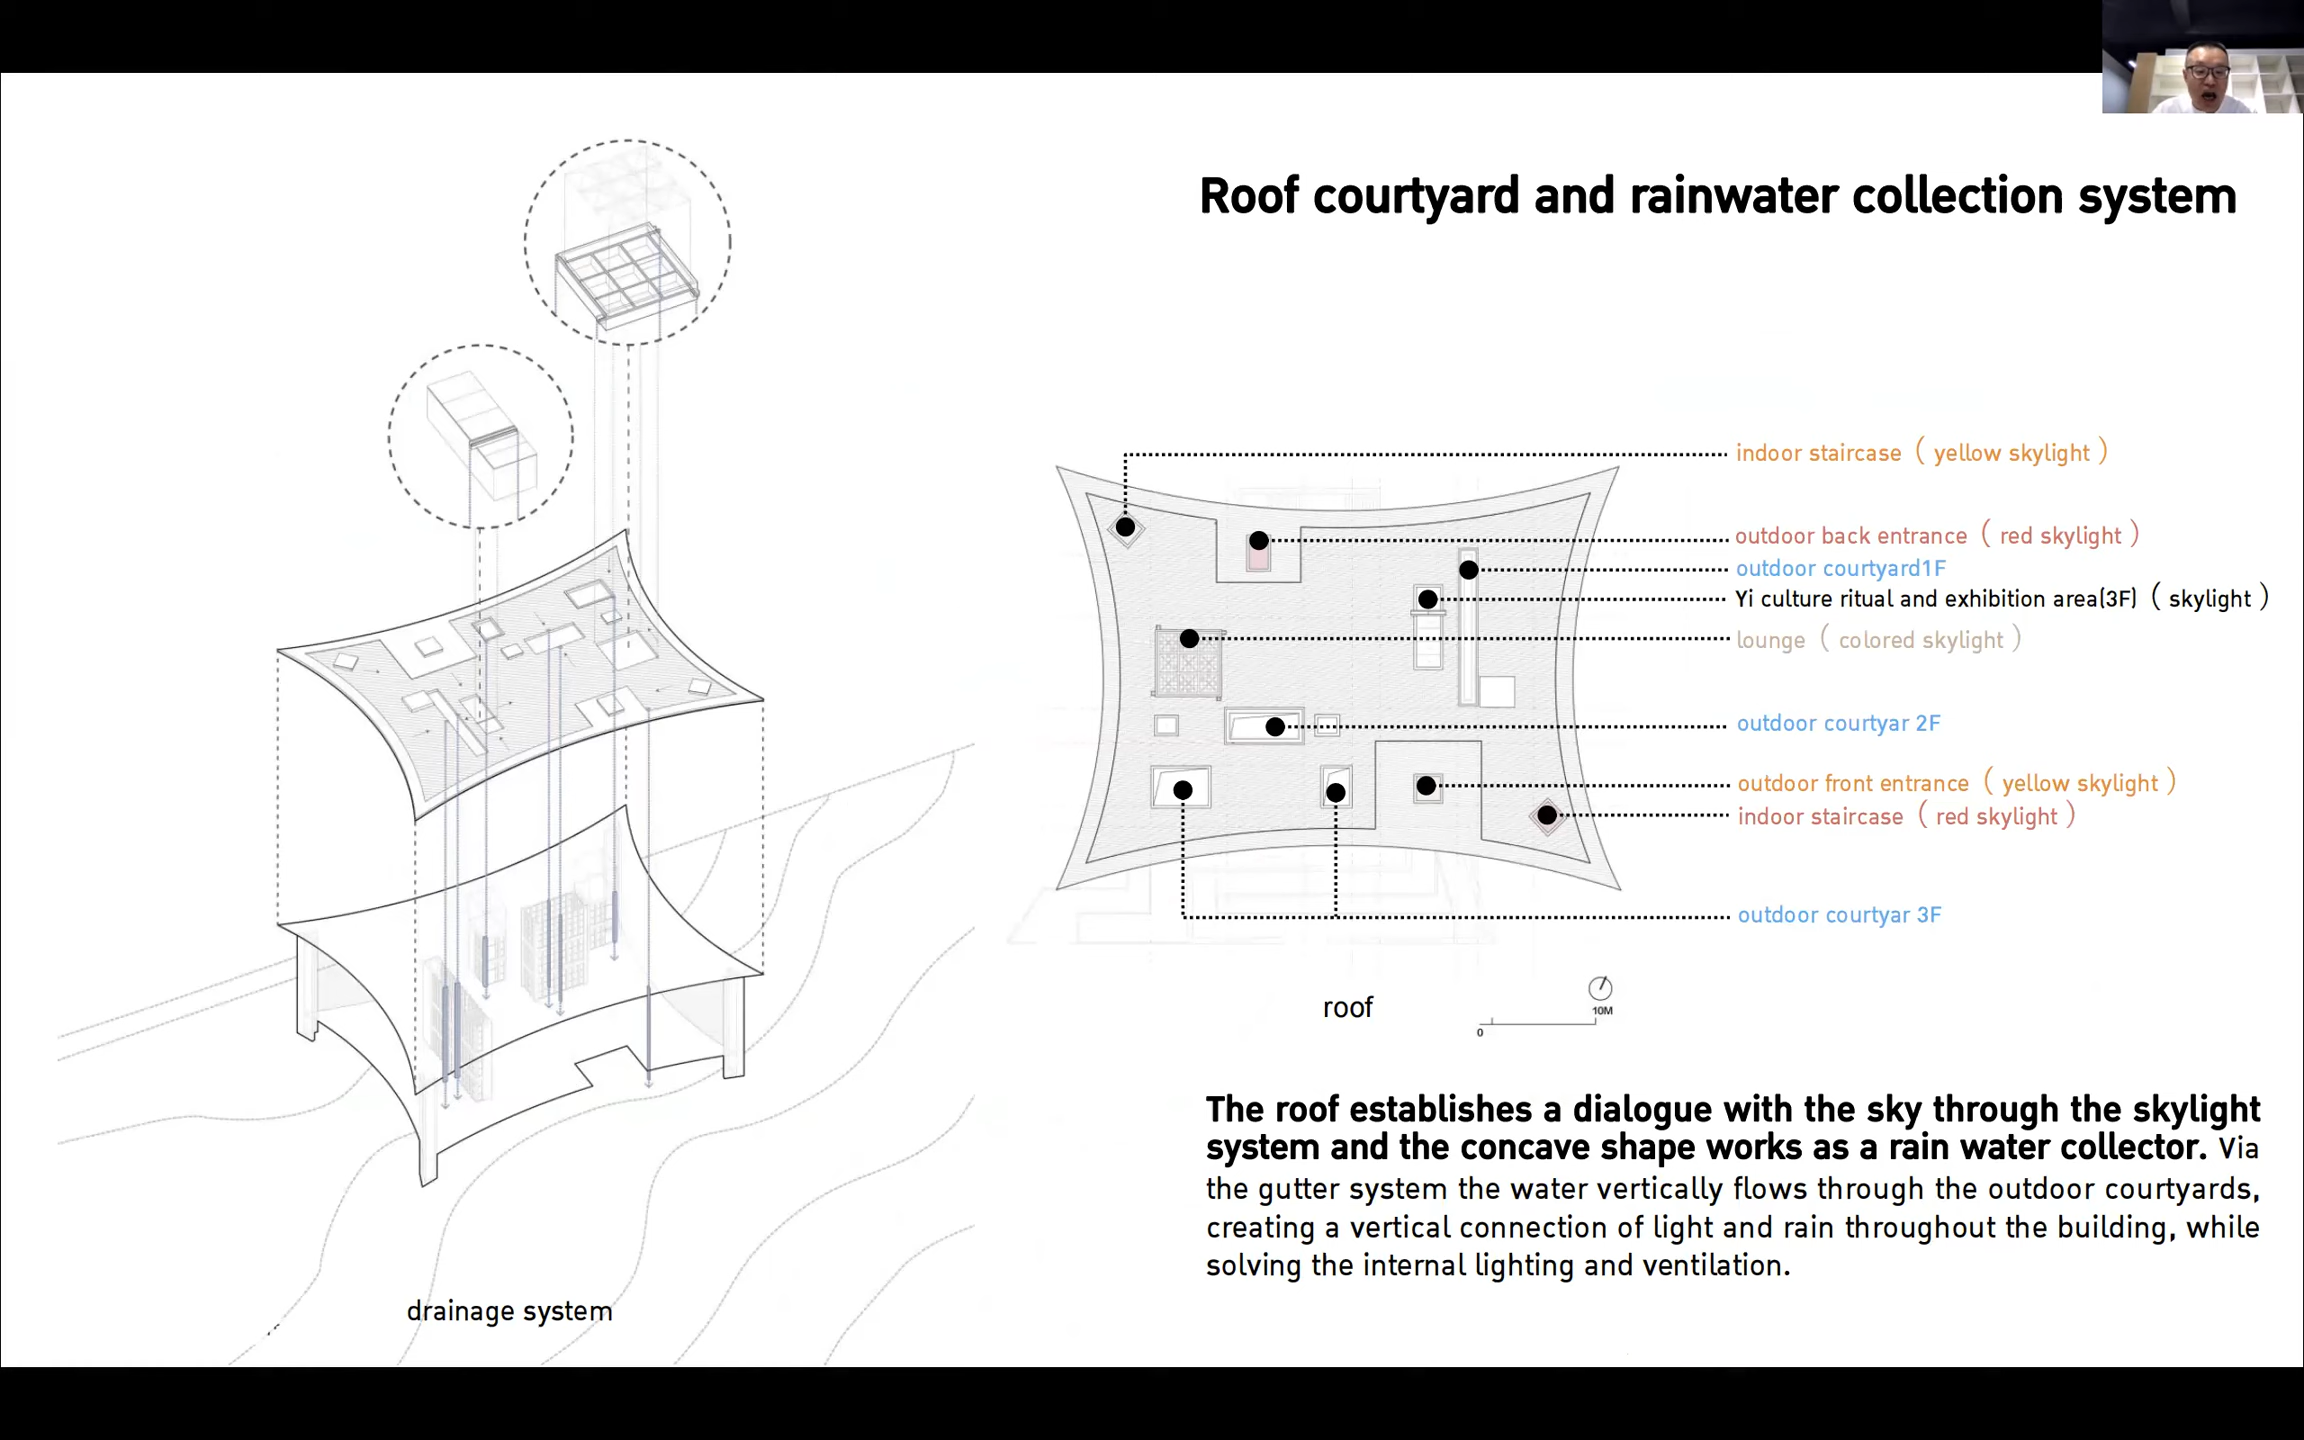 Roof courtyard and rainwater collection system
indoor staircase ( yellow skylight )
outdoor back entrance ( red skylight )
outdoor courtyard1F
Yi culture ritual and exhibition area(3F) ( skylight )
lounge ( colored skylight )
outdoor courtyar 2F
outdoor front entrance ( yellow skylight )
indoor staircase ( red skylight )
outdoor courtyar 3F
roof
0
10M
The roof establishes a dialogue with the sky through the skylight
system and the concave shape works as a rain water collector. Via
the gutter system the water vertically flows through the outdoor courtyards,
creating a vertical connection of light and rain throughout the building, while
solving the internal lighting and ventilation.
drainage system